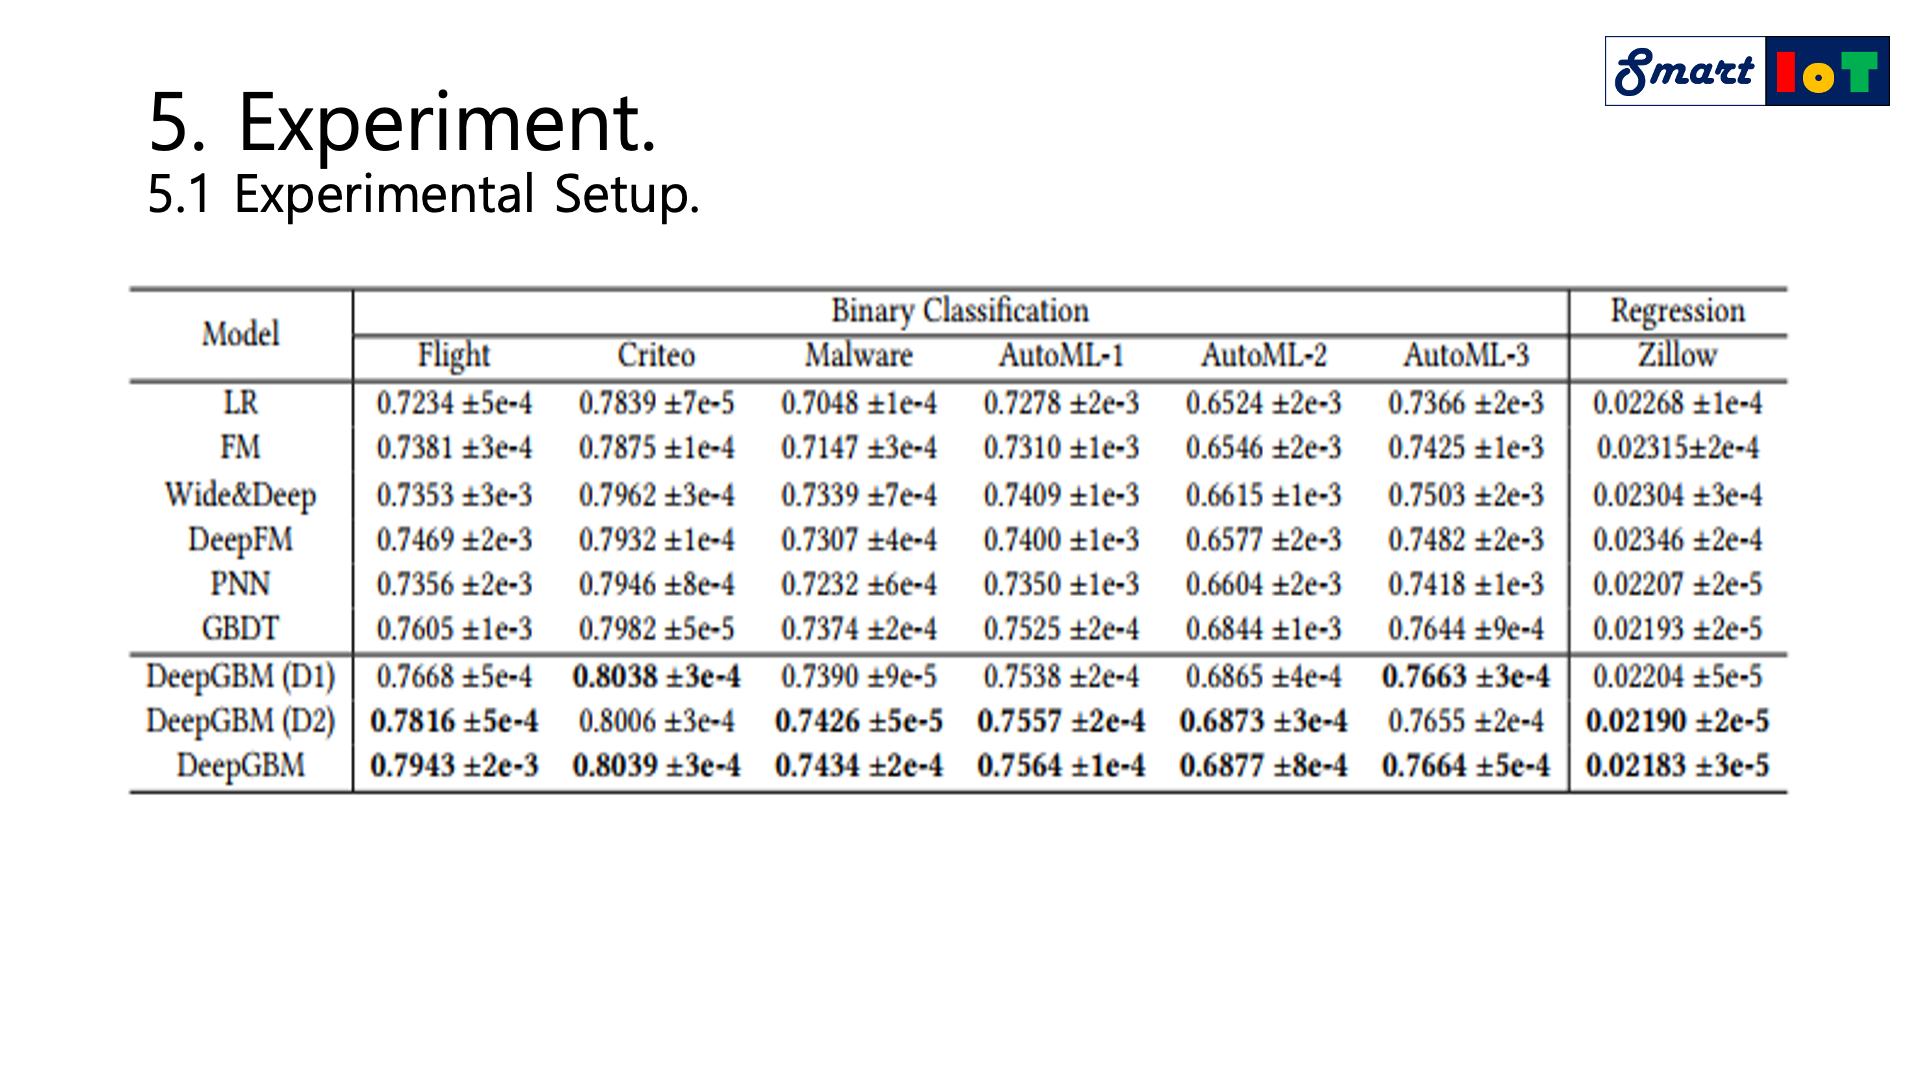 Smart IoT
5. Experiment.
5.1 Experimental Setup.
Model Binary Classification Regression
Flight Criteo Malware AutoML-1 AutoML-2 AutoML-3 Zillow
LR 0.7234 ±5e-4 0.7839 ±7e-5 0.7048 ±1e-4 0.7278 ±2e-3 0.6524 ±2e-3 0.7366 ±2e-3 0.02268 ±1e-4
FM 0.7381 ±3e-4 0.7875 ±1e-4 0.7147 ±3e-4 0.7310 ±1e-3 0.6546 ±2e-3 0.7425 ±1e-3 0.02315±2e-4
Wide&Deep 0.7353 ±3e-3 0.7962 ±3e-4 0.7339 ±7e-4 0.7409 ±1e-3 0.6615 ±1e-3 0.7503 ±2e-3 0.02304 ±3e-4
DeepFM 0.7469 ±2e-3 0.7932 ±1e-4 0.7307 ±4e-4 0.7400 ±1e-3 0.6577 ±2e-3 0.7482 ±2e-3 0.02346 ±2e-4
PNN 0.7356 ±2e-3 0.7946 ±8e-4 0.7232 ±6e-4 0.7350 ±1e-3 0.6604 ±2e-3 0.7418 ±1e-3 0.02207 ±2e-5
GBDT 0.7605 ±1e-3 0.7982 ±5e-5 0.7374 ±2e-4 0.7525 ±2e-4 0.6844 ±1e-3 0.7644 ±9e-4 0.02193 ±2e-5
DeepGBM (D1) 0.7668 ±5e-4 0.8038 ±3e-4 0.7390 ±9e-5 0.7538 ±2e-4 0.6865 ±4e-4 0.7663 ±3e-4 0.02204 ±5e-5
DeepGBM (D2) 0.7816 ±5e-4 0.8006 ±3e-4 0.7426 ±5e-5 0.7557 ±2e-4 0.6873 ±3e-4 0.7655 ±2e-4 0.02190 ±2e-5
DeepGBM 0.7943 ±2e-3 0.8039 ±3e-4 0.7434 ±2e-4 0.7564 ±1e-4 0.6877 ±8e-4 0.7664 ±5e-4 0.02183 ±3e-5